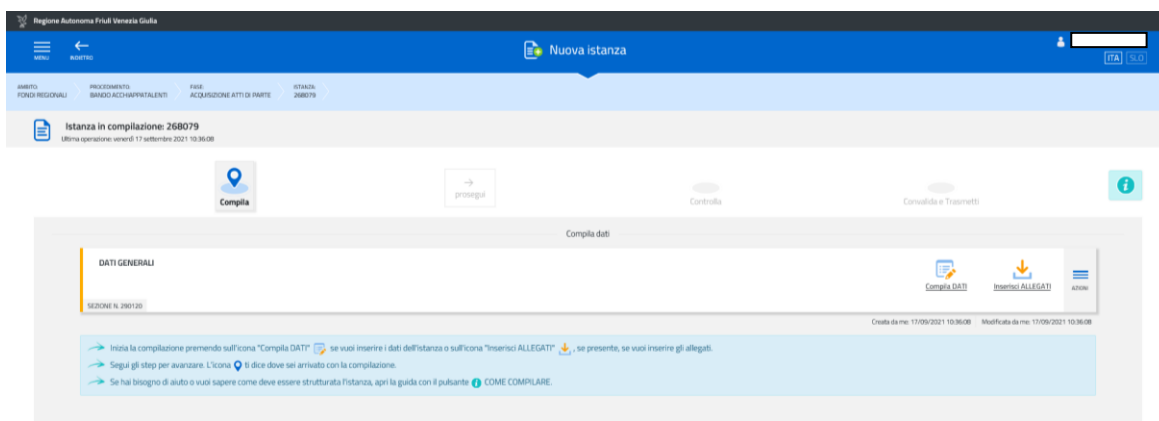 Regione Autonoma Friuli Venezia Giulia
MENU
INDIETRO
Nuova istanza
ITA SLO
AMBITO: PROCEDIMENTO: FASE: ISTANZA:
FONDI REGIONALI BANDO ACCHIAPPATALENTI ACQUISIZIONE ATTI DI PARTE 268079
Istanza in compilazione: 268079
Ultima operazione: venerdì 17 settembre 2021 10:36:08
Compila
prosegui
Controlla
Convalida e Trasmetti
Compila dati
DATI GENERALI
Compila DATI
Inserisci ALLEGATI
AZIONI
SEZIONE N. 290120
Creata da me: 17/09/2021 10:36:08 Modificata da me: 17/09/2021 10:36:08
Inizia la compilazione premendo sull'icona "Compila DATI" se vuoi inserire i dati dell'istanza o sull'icona "Inserisci ALLEGATI" , se presente, se vuoi inserire gli allegati.
Segui gli step per avanzare. L'icona ti dice dove sei arrivato con la compilazione.
Se hai bisogno di aiuto o vuoi sapere come deve essere strutturata l'istanza, apri la guida con il pulsante COME COMPILARE.